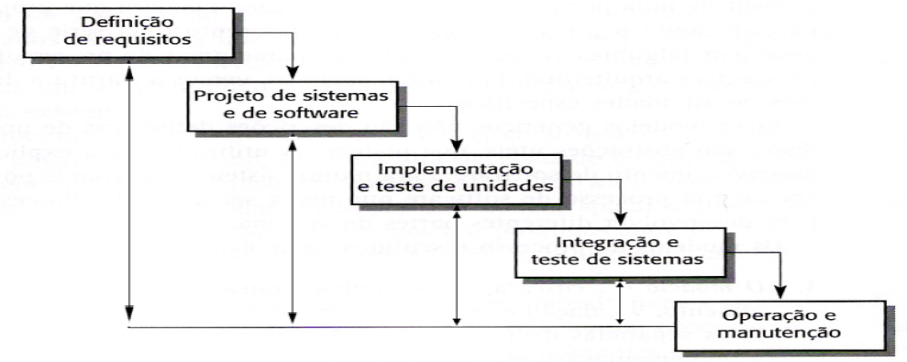 Definição
de requisitos
Projeto de sistemas
e de software
Implementação
e teste de unidades
Integração e
teste de sistemas
Operação e
manutenção